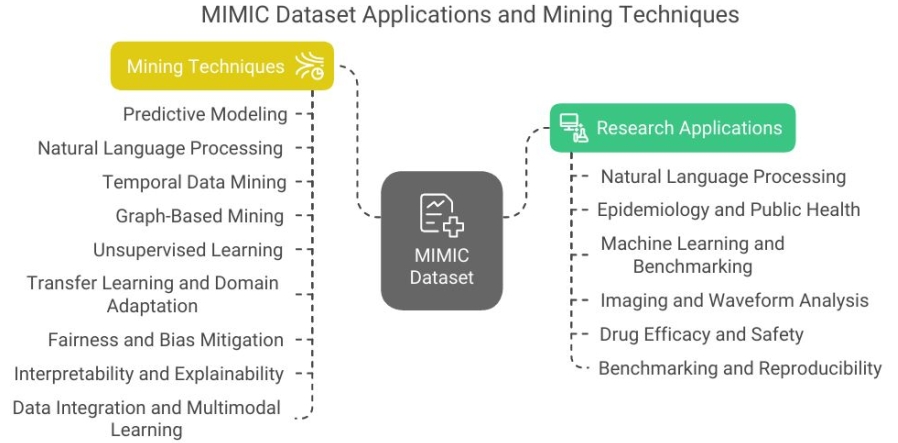 MIMIC Dataset Applications and Mining Techniques
Mining Techniques
Predictive Modeling
Natural Language Processing
Temporal Data Mining
Graph-Based Mining
Unsupervised Learning
Transfer Learning and Domain
Adaptation
Fairness and Bias Mitigation
Interpretability and Explainability
Data Integration and Multimodal
Learning
MIMIC
Dataset
Research Applications
Natural Language Processing
Epidemiology and Public Health
Machine Learning and
Benchmarking
Imaging and Waveform Analysis
Drug Efficacy and Safety
Benchmarking and Reproducibility